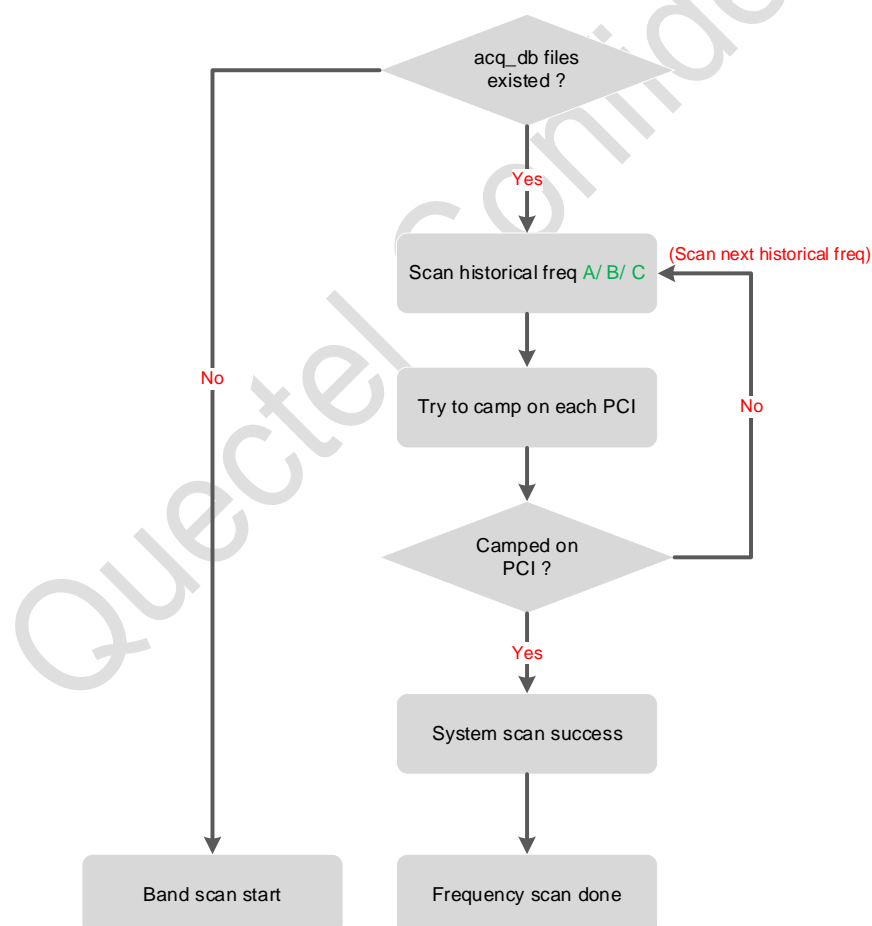 acq_db files
existed ?
Yes
(Scan next historical freq)
Scan historical freq A/ B/ C
No
Try to camp on each PCI
No
Camped on
PCI ?
Yes
System scan success
Band scan start
Frequency scan done
Quectel